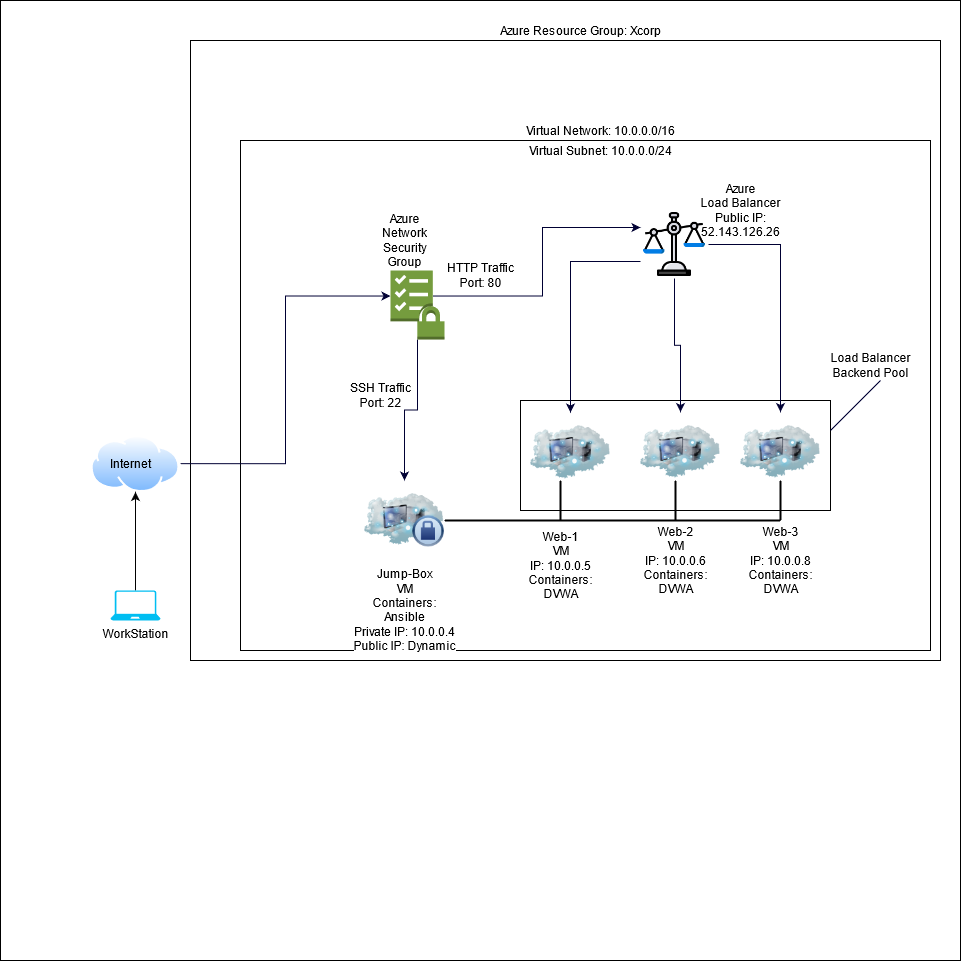 Azure Resource Group: Xcorp
Virtual Network: 10.0.0.0/16
Virtual Subnet: 10.0.0.0/24
Azure
Load Balancer
Public IP:
52.143.126.26
Azure
Network
Security
Group
HTTP Traffic
Port: 80
SSH Traffic
Port: 22
Load Balancer
Backend Pool
Internet
WorkStation
Jump-Box
VM
Containers:
Ansible
Private IP: 10.0.0.4
Public IP: Dynamic
Web-1
VM
IP: 10.0.0.5
Containers:
DVWA
Web-2
VM
IP: 10.0.0.6
Containers:
DVWA
Web-3
VM
IP: 10.0.0.8
Containers:
DVWA